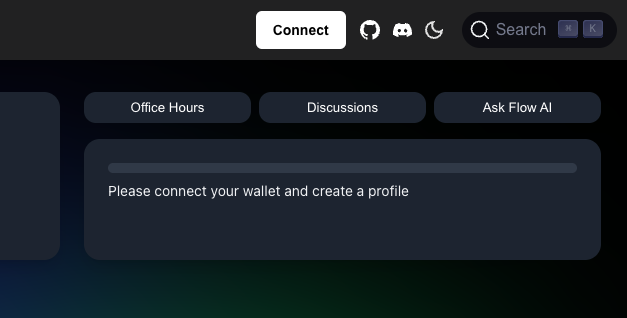 Connect
Search ⌘ K
Office Hours
Discussions
Ask Flow AI
Please connect your wallet and create a profile